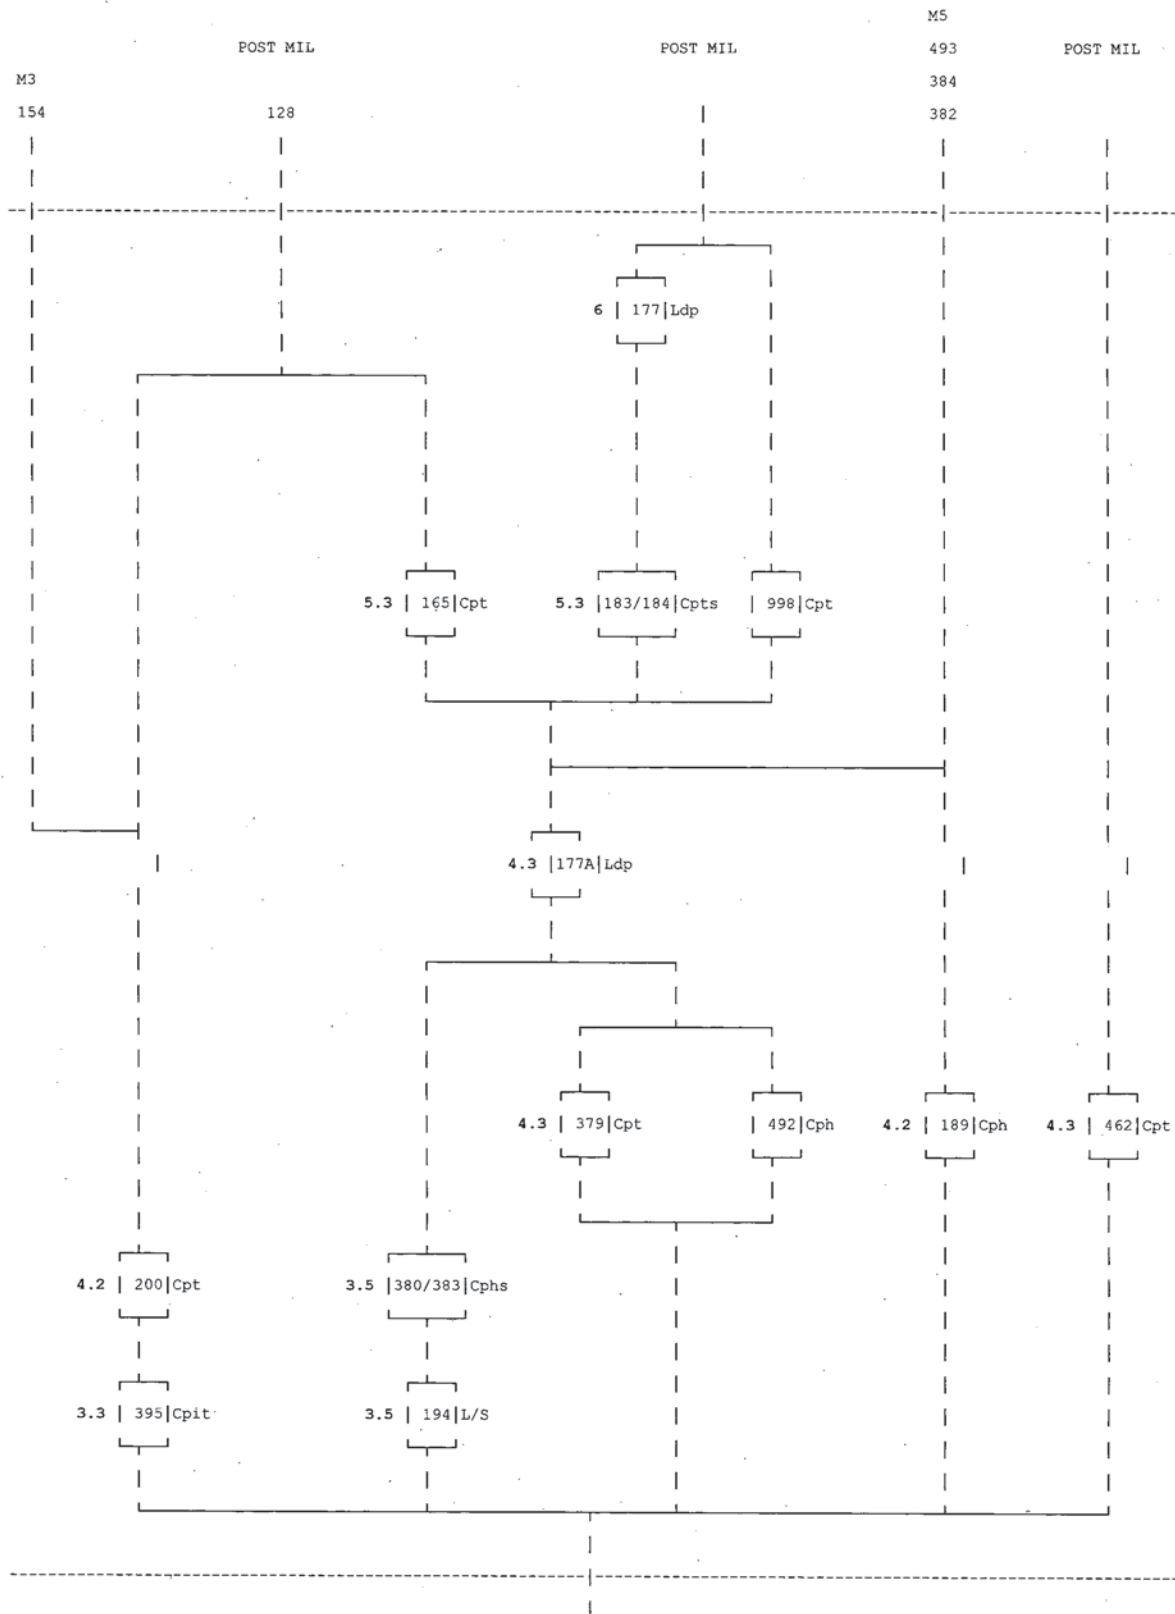 M5
POST MIL POST MIL 493 POST MIL
M3 384
154 128 382
6 177 Ldp
5.3 165 Cpt 5.3 183/184 Cpts 998 Cpt
4.3 177A Ldp
4.3 379 Cpt 492 Cph 4.2 189 Cph 4.3 462 Cpt
4.2 200 Cpt 3.5 380/383 Cphs
3.3 395 Cpit 3.5 194 L/S